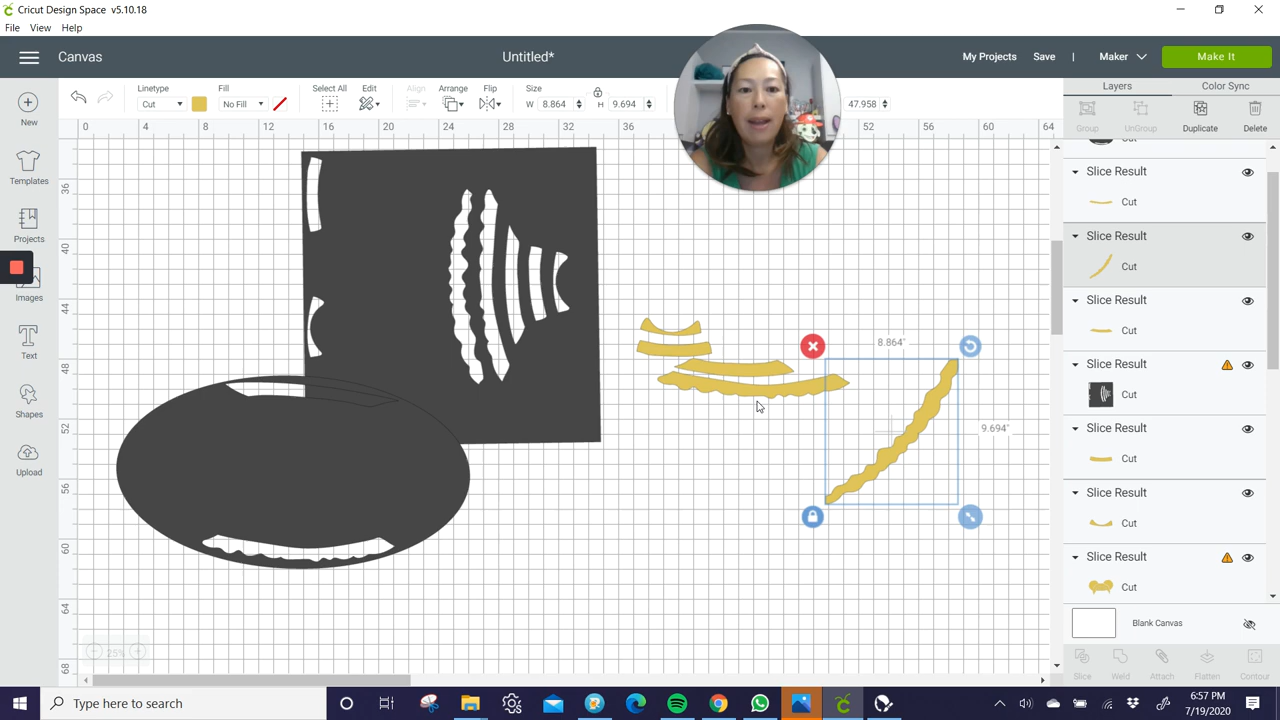 Cricut Design Space v5.10.18
File View Help
Canvas
Untitled*
My Projects Save | Maker Make It
Linetype Fill Select All Edit Align Arrange Flip Size
Cut No Fill W 8.864 H 9.694 47.958
Layers Color Sync
Group UnGroup Duplicate Delete
0 4 8 12 16 20 24 28 32 36 52 56 60 64
36
40
44
48
52
56
60
64
68
New
Templates
Projects
Images
Text
Shapes
Upload
8.864"
9.694"
Cut
Slice Result
Cut
Slice Result
Cut
Slice Result
Cut
Slice Result
Cut
Slice Result
Cut
Slice Result
Cut
Slice Result
Cut
Blank Canvas
Slice Weld Attach Flatten Contour
25%
Type here to search
6:57 PM
7/19/2020